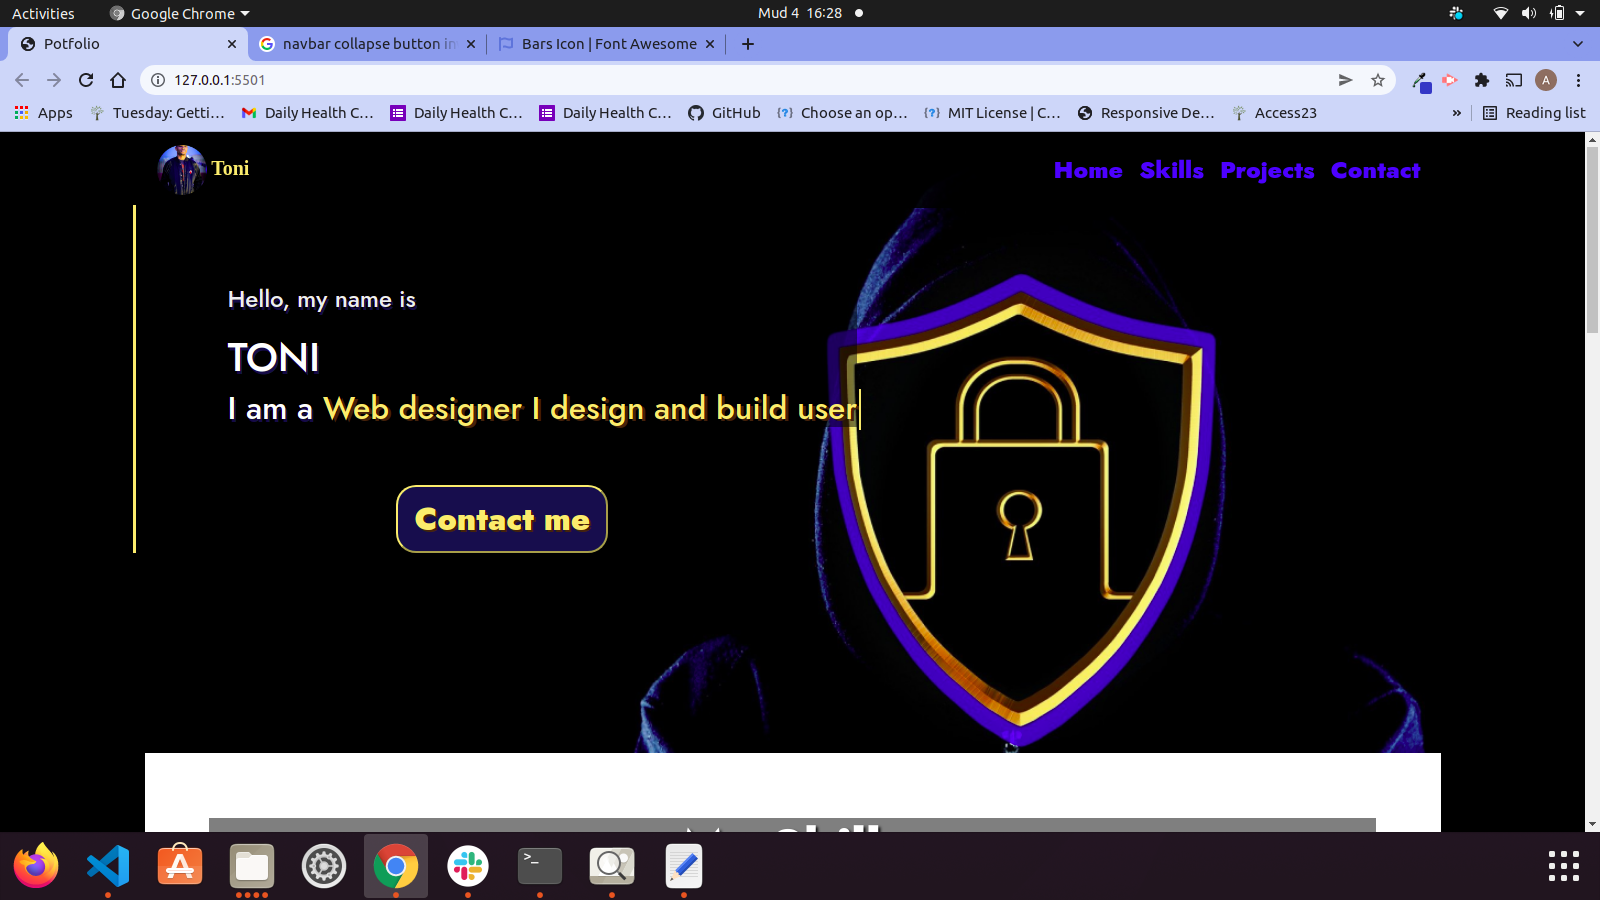 Activities Google Chrome Mud 4 16:28
Potfolio navbar collapse button in Bars Icon | Font Awesome
127.0.0.1:5501 A
Apps Tuesday: Getti... Daily Health C... Daily Health C... Daily Health C... GitHub Choose an op... MIT License | C... Responsive De... Access23 » Reading list
Toni Home Skills Projects Contact
Hello, my name is
TONI
I am a Web designer I design and build user
Contact me